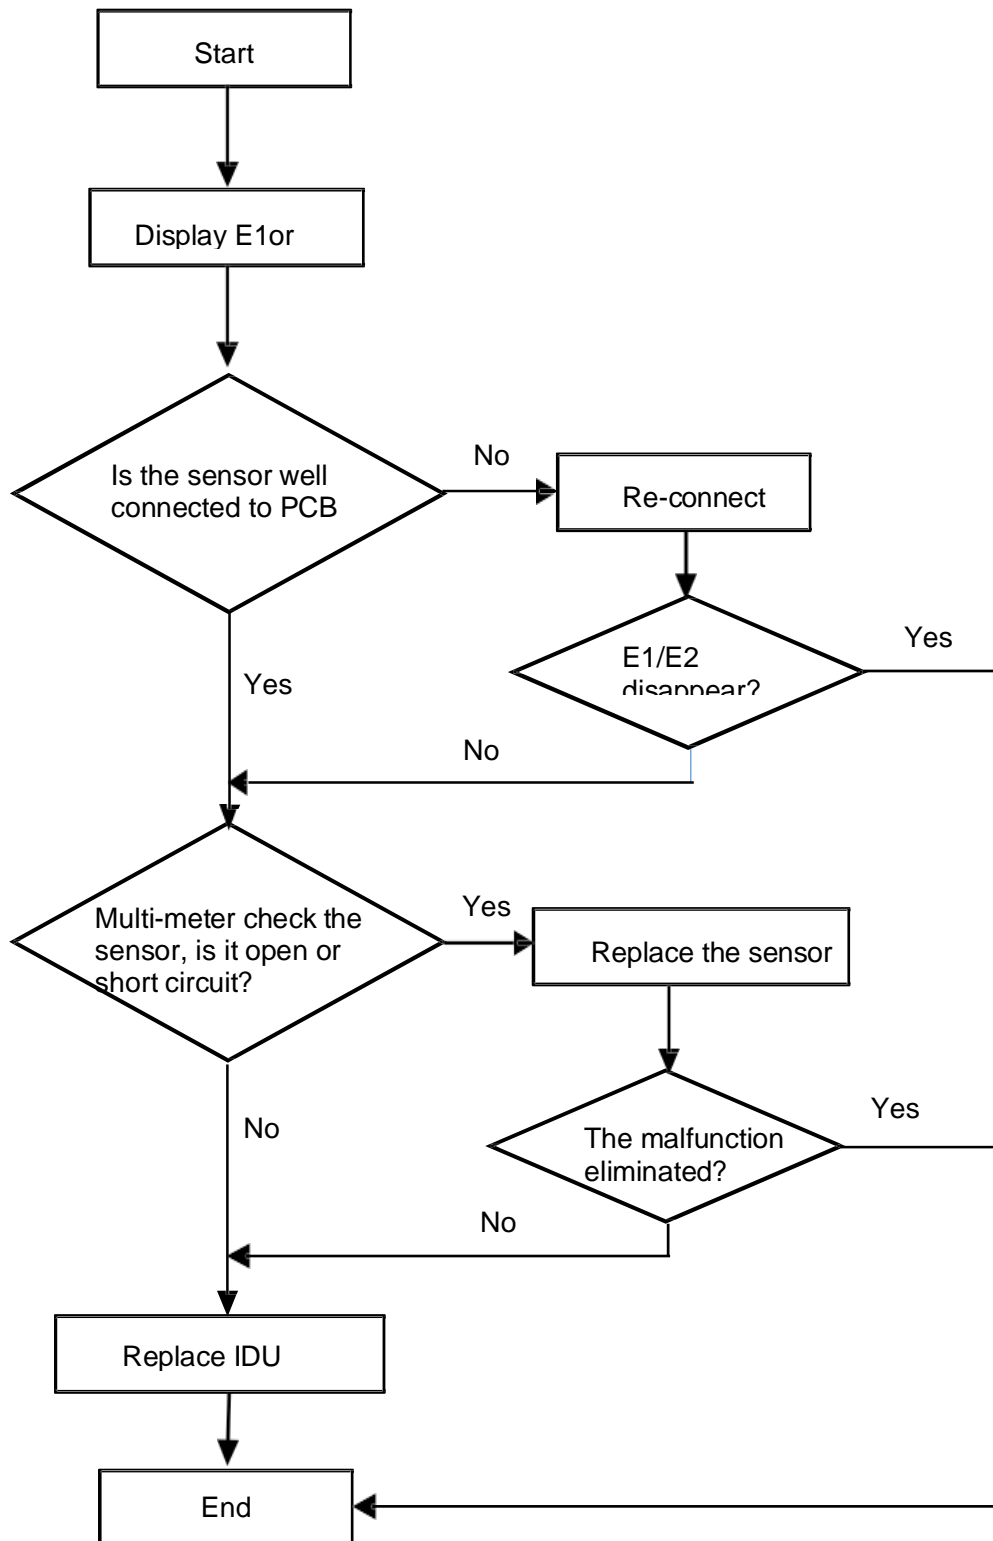 Start
Display E1or
Is the sensor well
connected to PCB
No
Re-connect
E1/E2
disappear?
Yes
Yes
No
Multi-meter check the
sensor, is it open or
short circuit?
Yes
Replace the sensor
The malfunction
eliminated?
Yes
No
No
Replace IDU
End